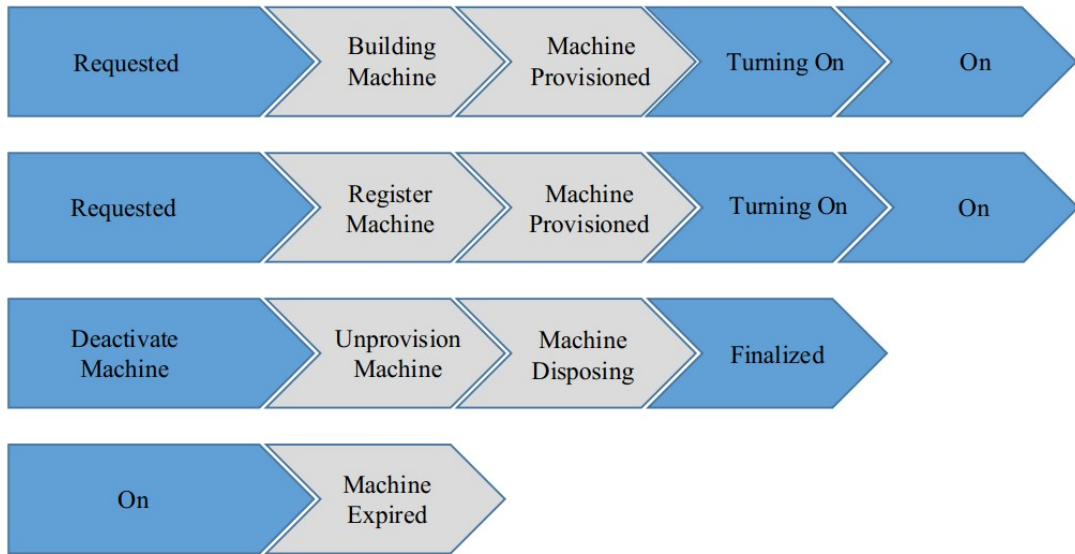 Requested
Building
Machine
Machine
Provisioned
Turning On
On
Requested
Register
Machine
Machine
Provisioned
Turning On
On
Deactivate
Machine
Unprovision
Machine
Machine
Disposing
Finalized
On
Machine
Expired